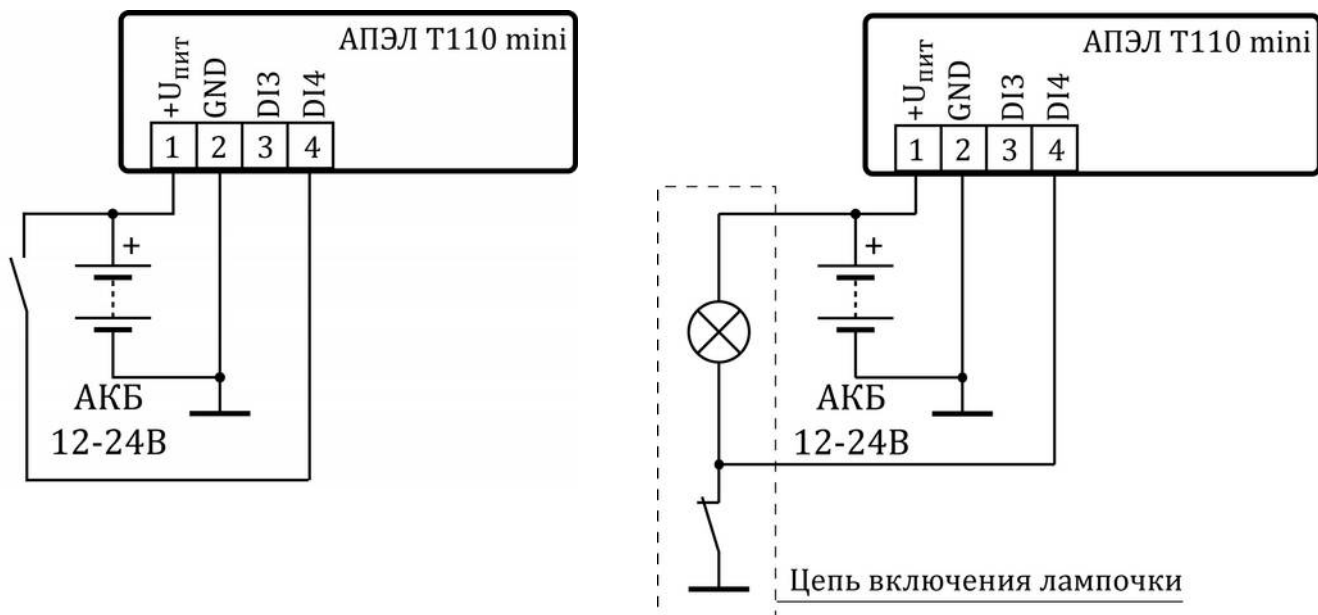 АПЭЛ Т110 mini
+Uпит GND DI3 DI4
1 2 3 4
+
АКБ
12-24В
АПЭЛ Т110 mini
+Uпит GND DI3 DI4
1 2 3 4
+
АКБ
12-24В
Цепь включения лампочки